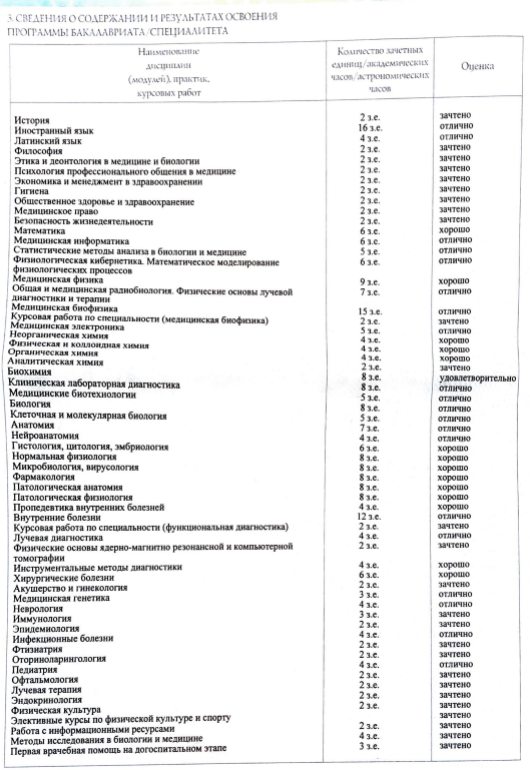 3. СВЕДЕНИЯ О СОДЕРЖАНИИ И РЕЗУЛЬТАТАХ ОСВОЕНИЯ
ПРОГРАММЫ БАКАЛАВРИАТА/СПЕЦИАЛИТЕТА
Наименование
дисциплин
(модулей), практик,
курсовых работ
Количество зачетных
единиц/академических
часов/астрономических
часов
Оценка
История 2 з.е. зачтено
Иностранный язык 16 з.е. отлично
Латинский язык 4 з.е. отлично
Философия 2 з.е. зачтено
Этика и деонтология в медицине и биологии 2 з.е. зачтено
Психология профессионального общения в медицине 2 з.е. зачтено
Экономика и менеджмент в здравоохранении 2 з.е. зачтено
Гигиена 2 з.е. зачтено
Общественное здоровье и здравоохранение 2 з.е. зачтено
Медицинское право 2 з.е. зачтено
Безопасность жизнедеятельности 2 з.е. зачтено
Математика 6 з.е. хорошо
Медицинская информатика 6 з.е. отлично
Статистические методы анализа в биологии и медицине 5 з.е. отлично
Физиологическая кибернетика. Математическое моделирование 6 з.е. отлично
физиологических процессов
Медицинская физика 9 з.е. хорошо
Общая и медицинская радиобиология. Физические основы лучевой 7 з.е. отлично
диагностики и терапии
Медицинская биофизика 15 з.е. отлично
Курсовая работа по специальности (медицинская биофизика) 2 з.е. зачтено
Медицинская электроника 5 з.е. отлично
Неорганическая химия 4 з.е. хорошо
Физическая и коллоидная химия 4 з.е. хорошо
Органическая химия 4 з.е. хорошо
Аналитическая химия 2 з.е. зачтено
Биохимия 8 з.е. удовлетворительно
Клиническая лабораторная диагностика 8 з.е. отлично
Медицинские биотехнологии 5 з.е. отлично
Биология 8 з.е. отлично
Клеточная и молекулярная биология 5 з.е. отлично
Анатомия 7 з.е. отлично
Нейроанатомия 4 з.е. отлично
Гистология, цитология, эмбриология 6 з.е. хорошо
Нормальная физиология 8 з.е. хорошо
Микробиология, вирусология 8 з.е. хорошо
Фармакология 8 з.е. хорошо
Патологическая анатомия 8 з.е. хорошо
Патологическая физиология 8 з.е. хорошо
Пропедевтика внутренних болезней 4 з.е. хорошо
Внутренние болезни 12 з.е. отлично
Курсовая работа по специальности (функциональная диагностика) 2 з.е. зачтено
Лучевая диагностика 4 з.е. отлично
Физические основы ядерно-магнитно резонансной и компьютерной 2 з.е. зачтено
томографии
Инструментальные методы диагностики 4 з.е. хорошо
Хирургические болезни 6 з.е. хорошо
Акушерство и гинекология 2 з.е. зачтено
Медицинская генетика 3 з.е. отлично
Неврология 4 з.е. отлично
Иммунология 3 з.е. зачтено
Эпидемиология 2 з.е. зачтено
Инфекционные болезни 4 з.е. отлично
Фтизиатрия 2 з.е. зачтено
Оториноларингология 2 з.е. зачтено
Педиатрия 4 з.е. отлично
Офтальмология 2 з.е. зачтено
Лучевая терапия 2 з.е. зачтено
Эндокринология 2 з.е. зачтено
Физическая культура 2 з.е. зачтено
Элективные курсы по физической культуре и спорту зачтено
Работа с информационными ресурсами 2 з.е. зачтено
Методы исследования в биологии и медицине 4 з.е. зачтено
Первая врачебная помощь на догоспитальном этапе 3 з.е. зачтено